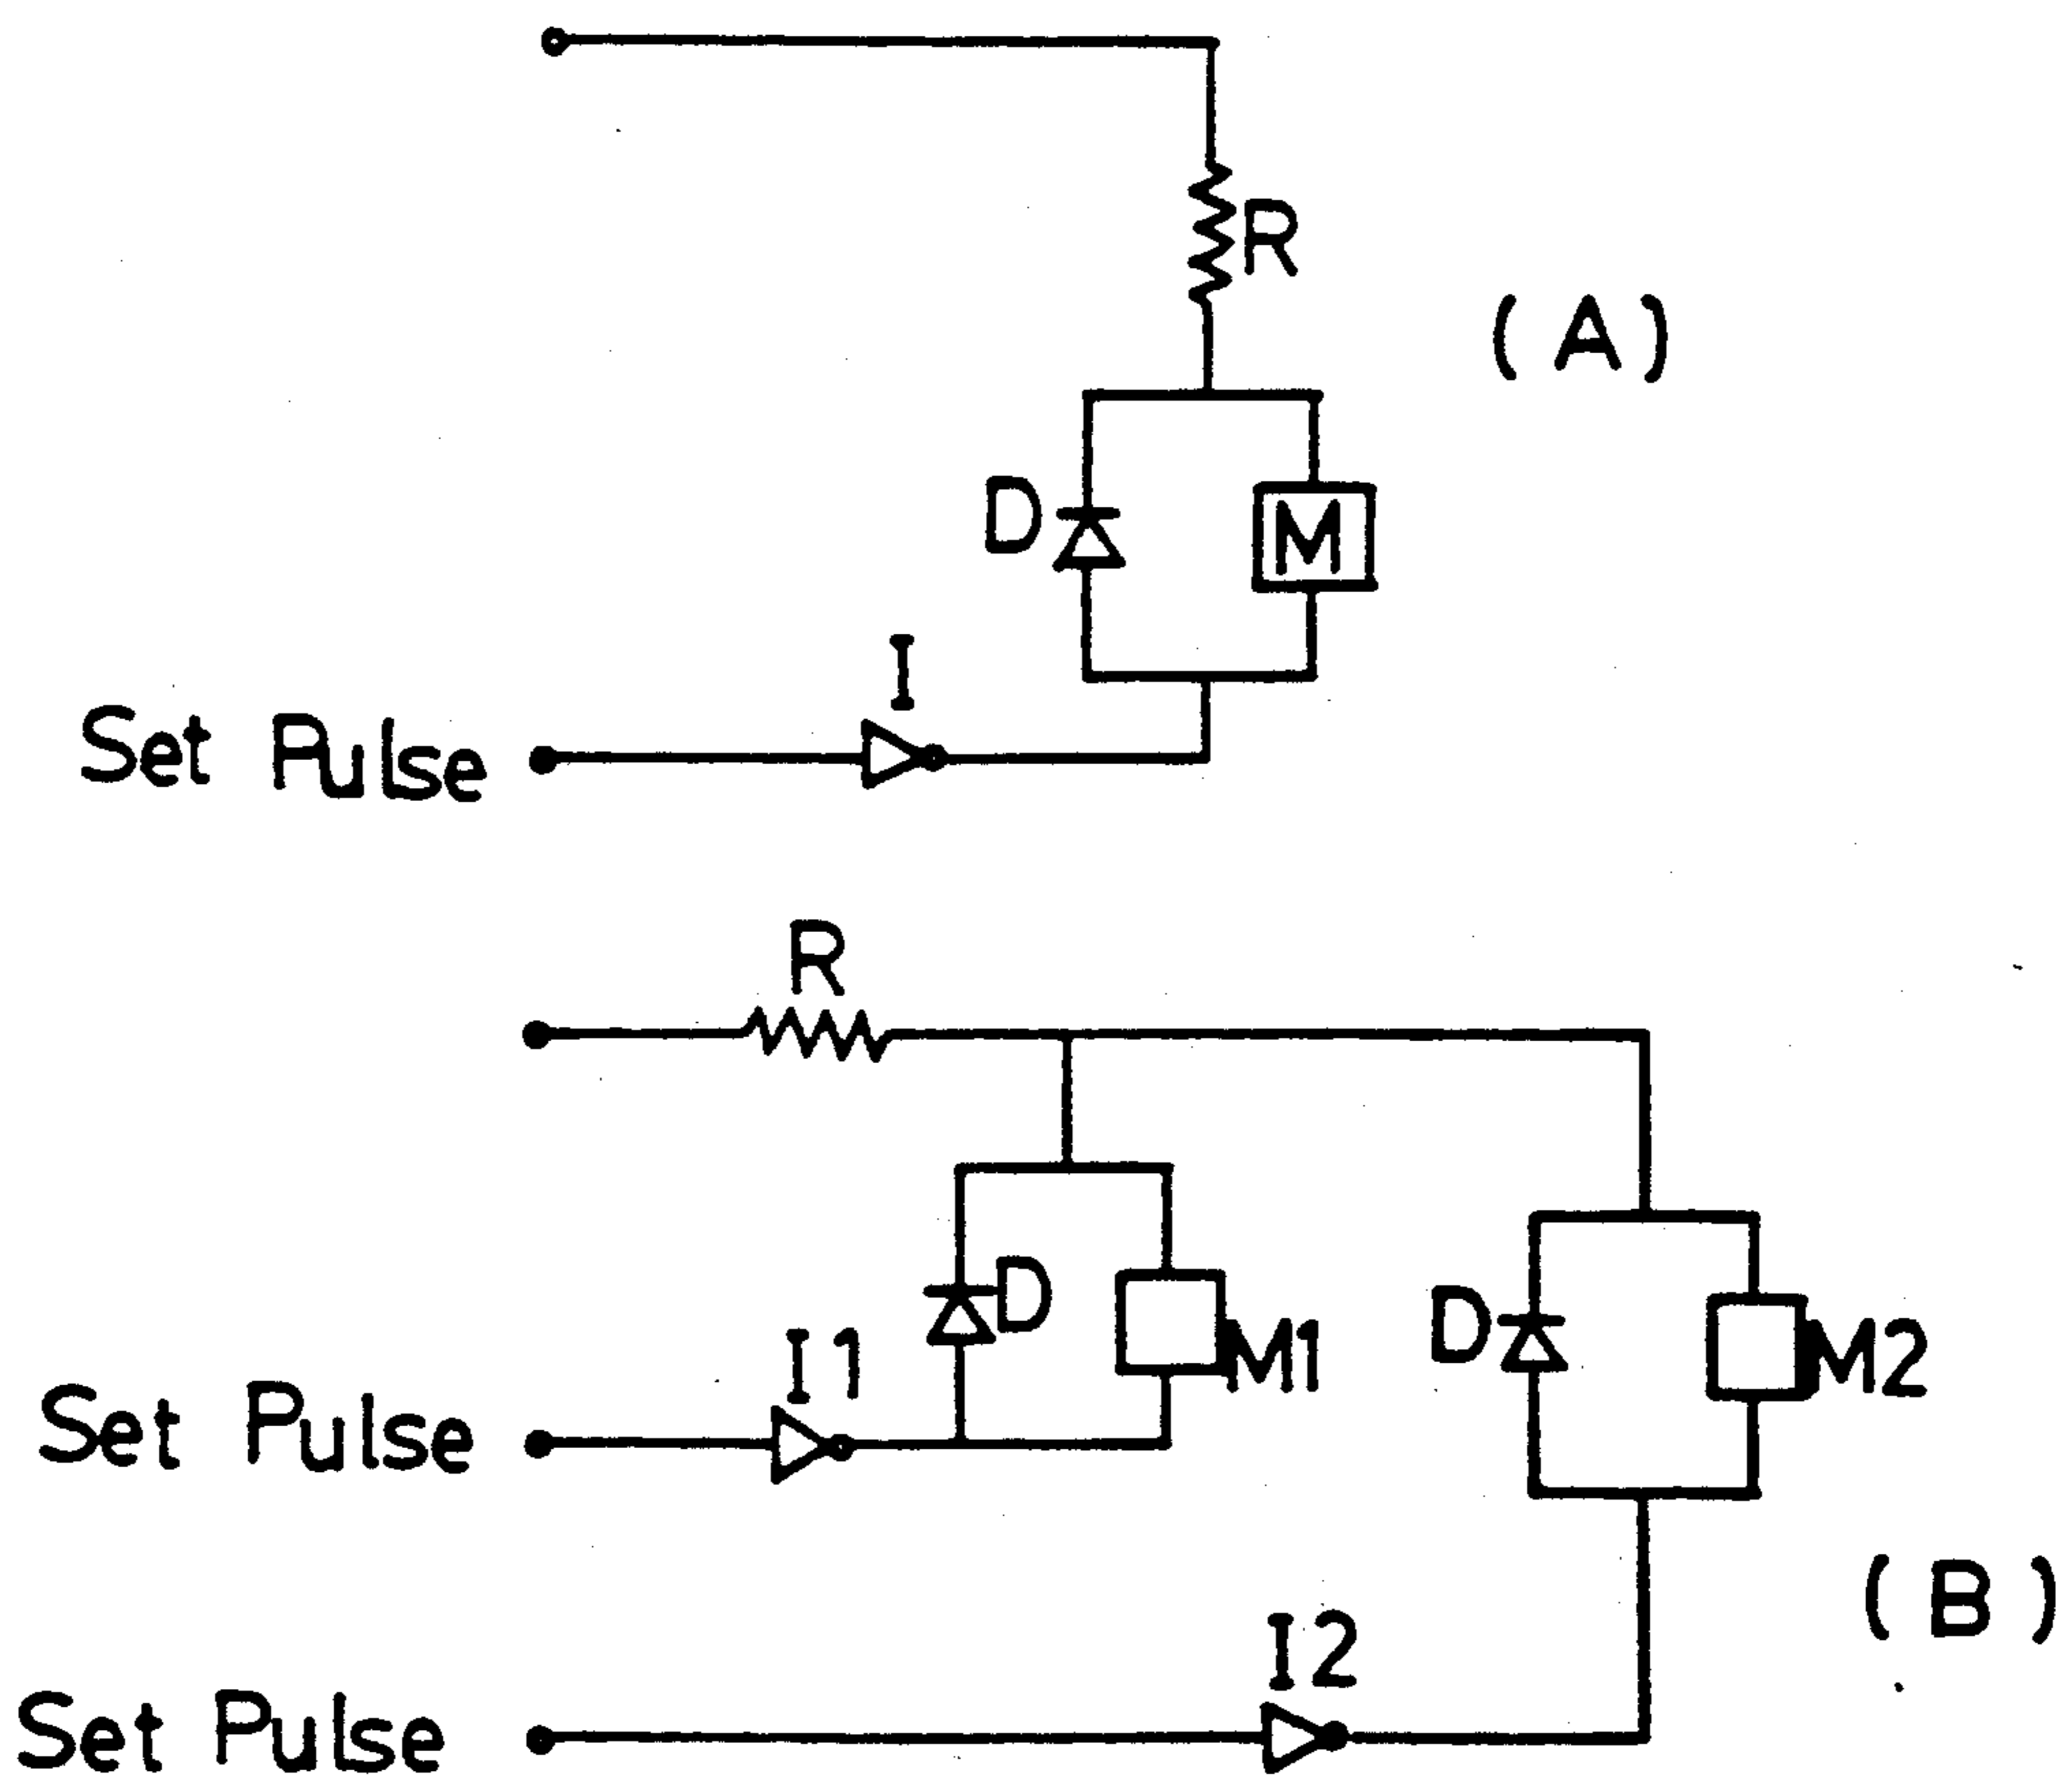 R
(A)
D
M
I
Set Pulse
R
D
M1
D
M2
I1
Set Pulse
(B)
I2
Set Pulse